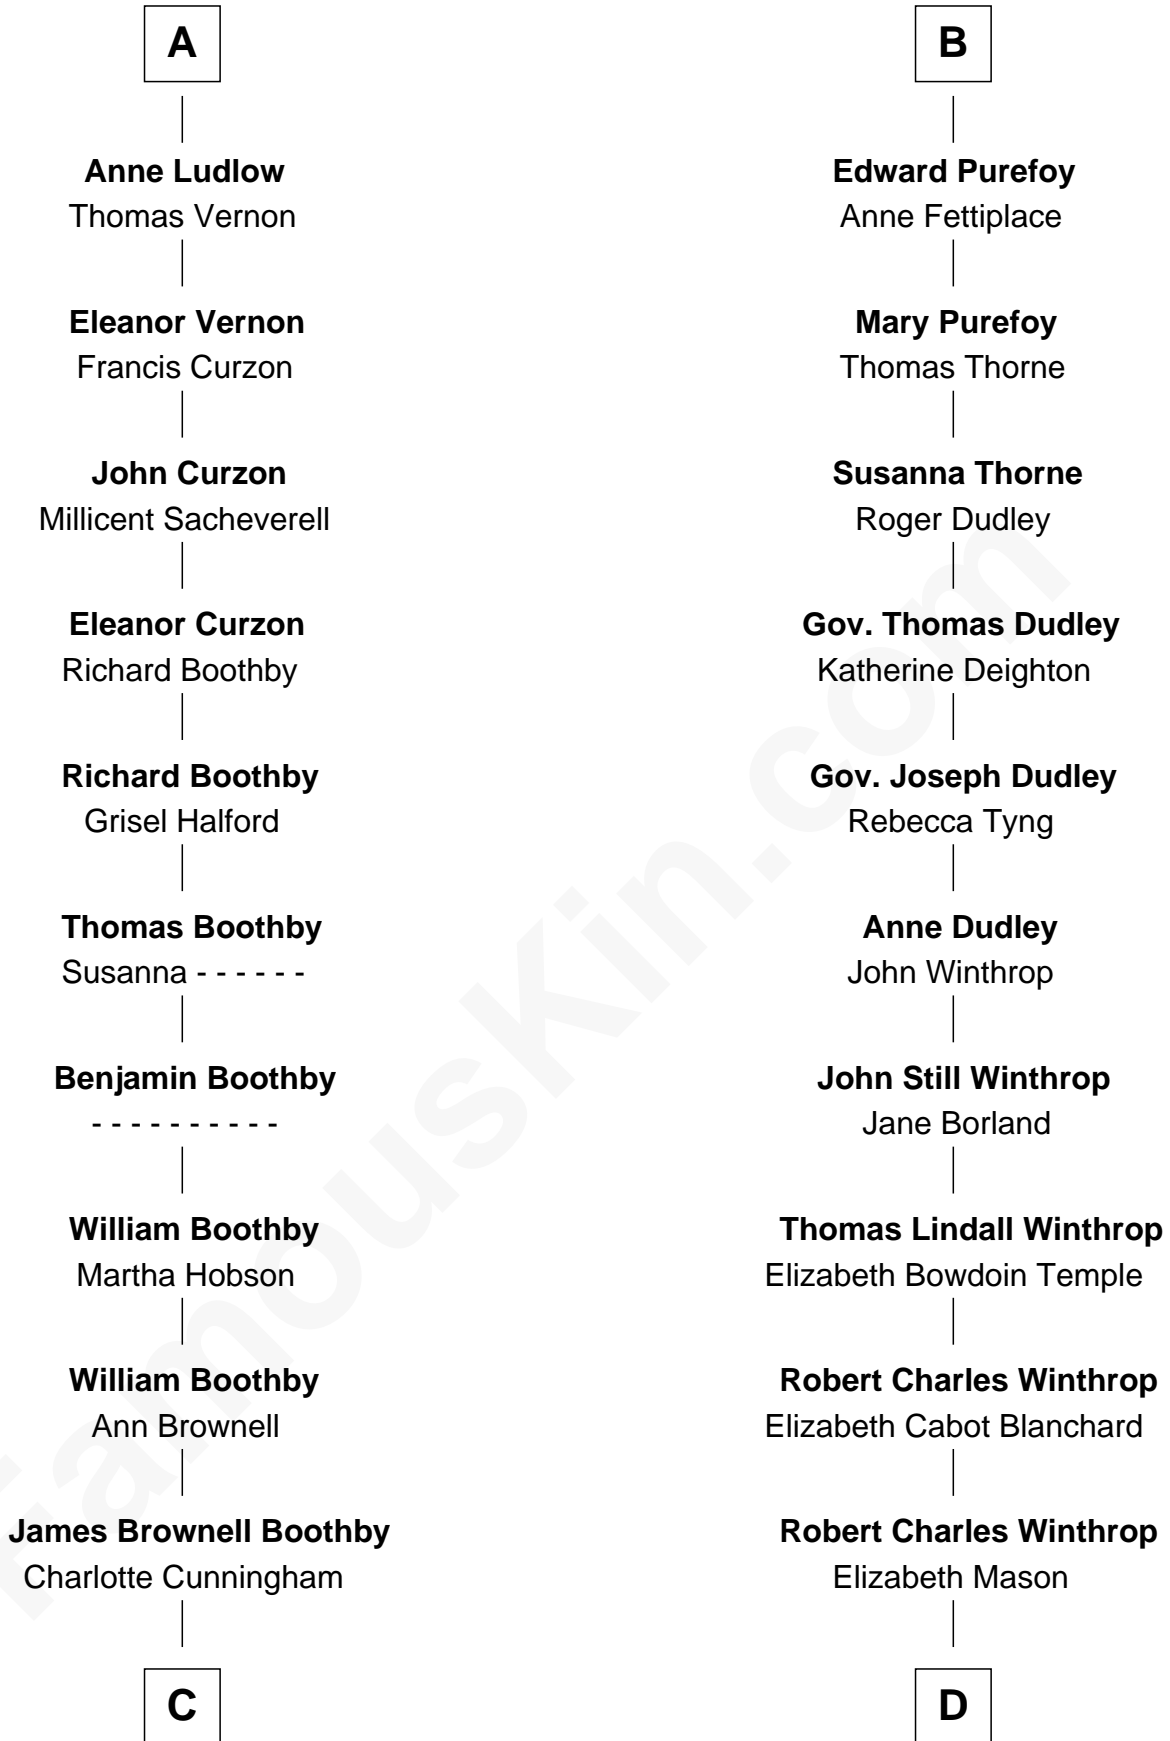 A
Anne Ludlow
Thomas Vernon
Eleanor Vernon
Francis Curzon
John Curzon
Millicent Sacheverell
Eleanor Curzon
Richard Boothby
Richard Boothby
Grisel Halford
Thomas Boothby
Susanna - - - - - -
Benjamin Boothby
- - - - - - - - - -
William Boothby
Martha Hobson
William Boothby
Ann Brownell
James Brownell Boothby
Charlotte Cunningham
C
B
Edward Purefoy
Anne Fettiplace
Mary Purefoy
Thomas Thorne
Susanna Thorne
Roger Dudley
Gov. Thomas Dudley
Katherine Deighton
Gov. Joseph Dudley
Rebecca Tyng
Anne Dudley
John Winthrop
John Still Winthrop
Jane Borland
Thomas Lindall Winthrop
Elizabeth Bowdoin Temple
Robert Charles Winthrop
Elizabeth Cabot Blanchard
Robert Charles Winthrop
Elizabeth Mason
D
FamousKin.com